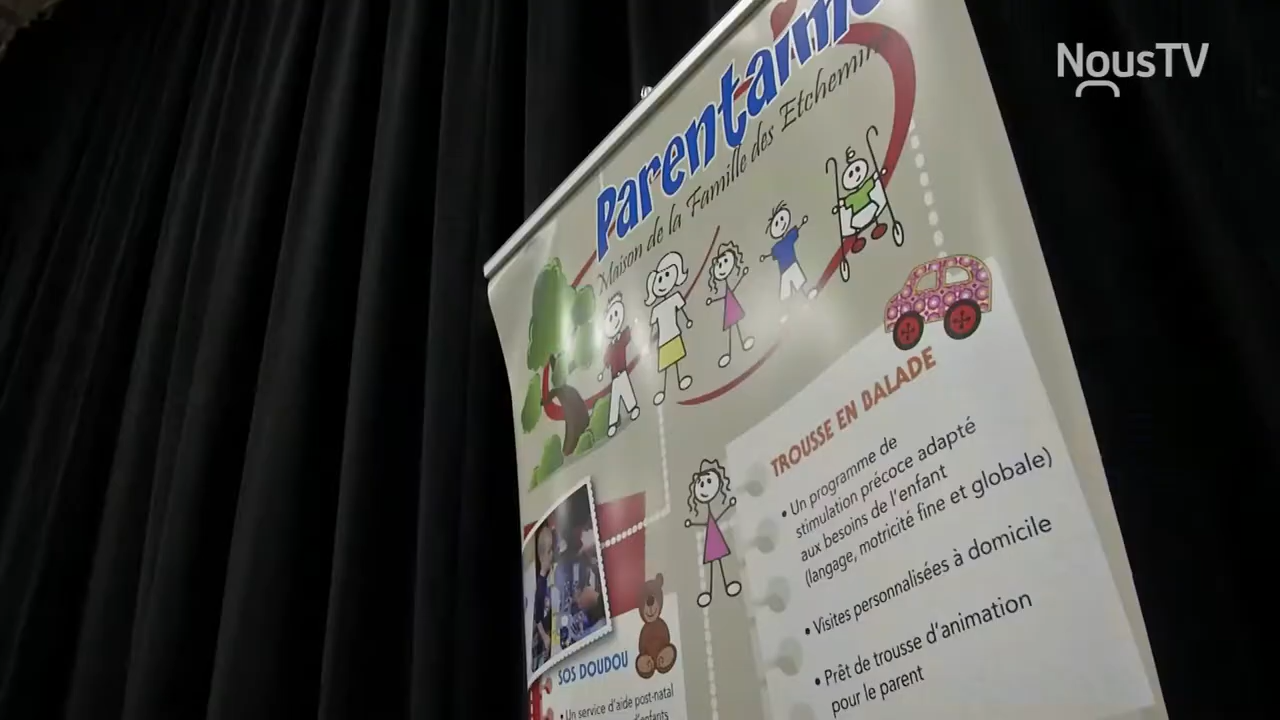 NousTV
Parentaime
Maison de la Famille des Etchemins
TROUSSE EN BALADE
• Un programme de
stimulation précoce adapté
aux besoins de l'enfant
(langage, motricité fine et globale)
• Visites personnalisées à domicile
• Prêt de trousse d'animation
pour le parent
SOS DOUDOU
• Un service d'aide post-natal
d'enfants